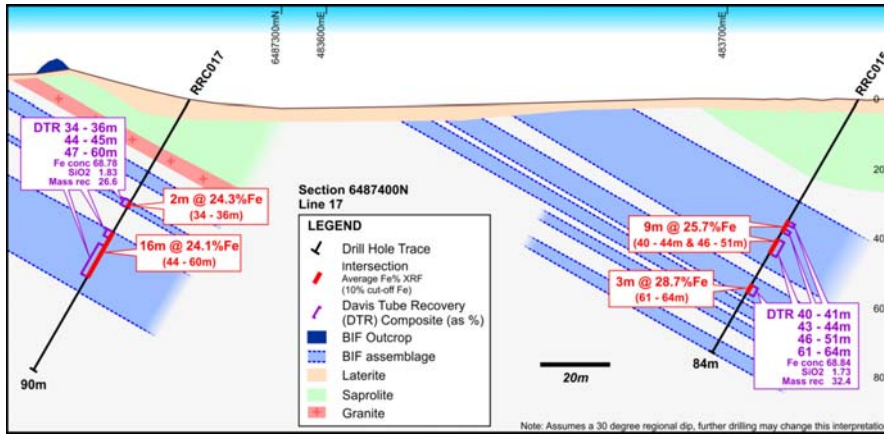 6487300mN
483600mE
483700mE
RRC017
DTR 34 - 36m
44 - 45m
47 - 60m
Fe conc 68.78
SiO2 1.83
Mass rec 26.6
2m @ 24.3%Fe
(34 - 36m)
16m @ 24.1%Fe
(44 - 60m)
90m
Section 6487400N
Line 17
LEGEND
Drill Hole Trace
Intersection
Average Fe% XRF
(10% cut-off Fe)
Davis Tube Recovery
(DTR) Composite (as %)
BIF Outcrop
BIF assemblage
Laterite
Saprolite
Granite
0
20
40
60
80
9m @ 25.7%Fe
(40 - 44m & 46 - 51m)
3m @ 28.7%Fe
(61 - 64m)
DTR 40 - 41m
43 - 44m
46 - 51m
61 - 64m
Fe conc 68.84
SiO2 1.73
Mass rec 32.4
84m
20m
Note: Assumes a 30 degree regional dip, further drilling may change this interpretation